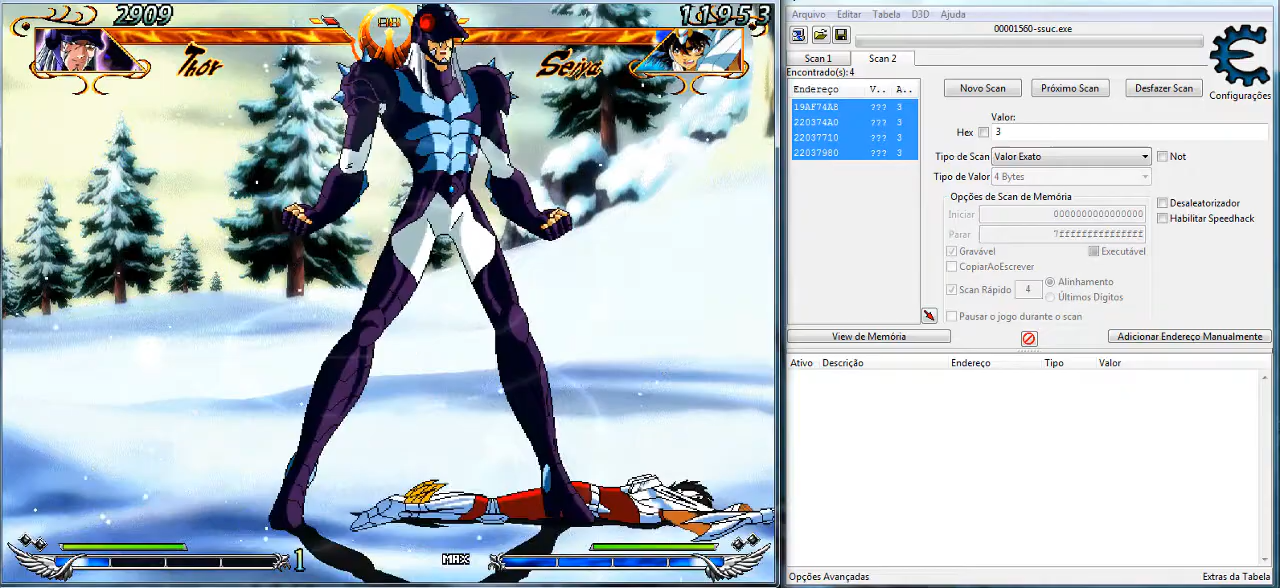 2909
11953
Thor
Seiya
1
MAX
Arquivo Editar Tabela D3D Ajuda
00001560-ssuc.exe
Scan 1 Scan 2
Encontrado(s):4
Endereço V.. A..
19AF74A8 ??? 3
220374A0 ??? 3
22037710 ??? 3
22037980 ??? 3
Novo Scan Próximo Scan Desfazer Scan
Configurações
Valor:
Hex 3
Tipo de Scan Valor Exato Not
Tipo de Valor 4 Bytes
Opções de Scan de Memória
Iniciar 0000000000000000
Parar 7fffffffffffffff
Gravável Executável
CopiarAoEscrever
Scan Rápido 4 Alinhamento
Últimos Dígitos
Pausar o jogo durante o scan
Desaleatorizador
Habilitar Speedhack
View de Memória Adicionar Endereço Manualmente
Ativo Descrição Endereço Tipo Valor
Opções Avançadas Extras da Tabela